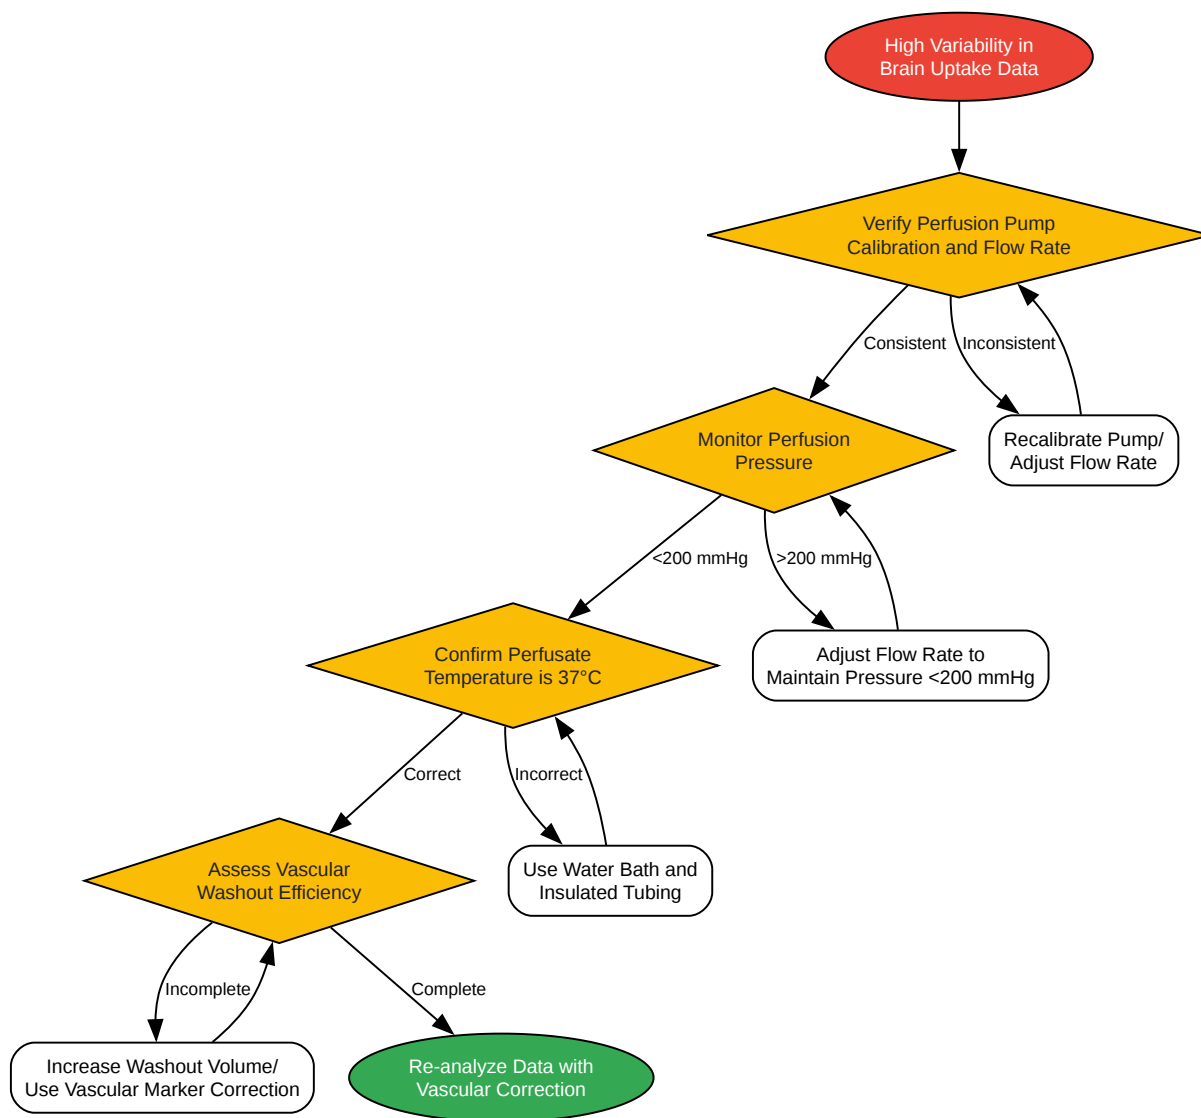 High Variability in
Brain Uptake Data
Verify Perfusion Pump
Calibration and Flow Rate
Consistent
Inconsistent
Monitor Perfusion
Pressure
Recalibrate Pump/
Adjust Flow Rate
<200 mmHg
>200 mmHg
Confirm Perfusate
Temperature is 37°C
Adjust Flow Rate to
Maintain Pressure <200 mmHg
Correct
Incorrect
Assess Vascular
Washout Efficiency
Use Water Bath and
Insulated Tubing
Incomplete
Complete
Increase Washout Volume/
Use Vascular Marker Correction
Re-analyze Data with
Vascular Correction